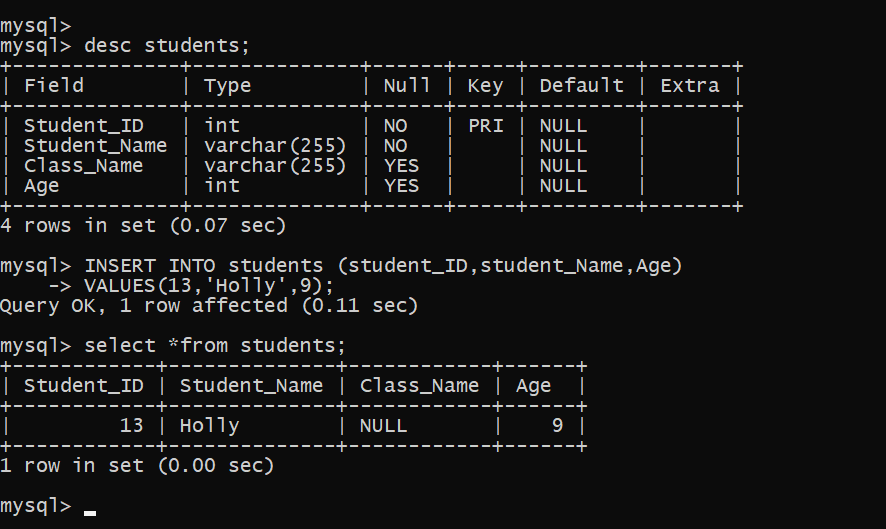 mysql>
mysql> desc students;
+--------------+--------------+------+-----+---------+-------+
| Field        | Type         | Null | Key | Default | Extra |
+--------------+--------------+------+-----+---------+-------+
| Student_ID   | int          | NO   | PRI | NULL    |       |
| Student_Name | varchar(255) | NO   |     | NULL    |       |
| Class_Name   | varchar(255) | YES  |     | NULL    |       |
| Age          | int          | YES  |     | NULL    |       |
+--------------+--------------+------+-----+---------+-------+
4 rows in set (0.07 sec)
mysql> INSERT INTO students (student_ID,student_Name,Age)
    -> VALUES(13,'Holly',9);
Query OK, 1 row affected (0.11 sec)
mysql> select *from students;
+------------+--------------+------------+------+
| Student_ID | Student_Name | Class_Name | Age  |
+------------+--------------+------------+------+
|         13 | Holly        | NULL       |    9 |
+------------+--------------+------------+------+
1 row in set (0.00 sec)
mysql>